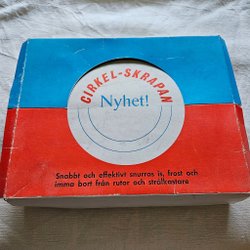 CIRKEL-SKRAPAN
Nyhet!
Snabbt och effektivt snurras is, frost och
imma bort från rutor och strålkastare